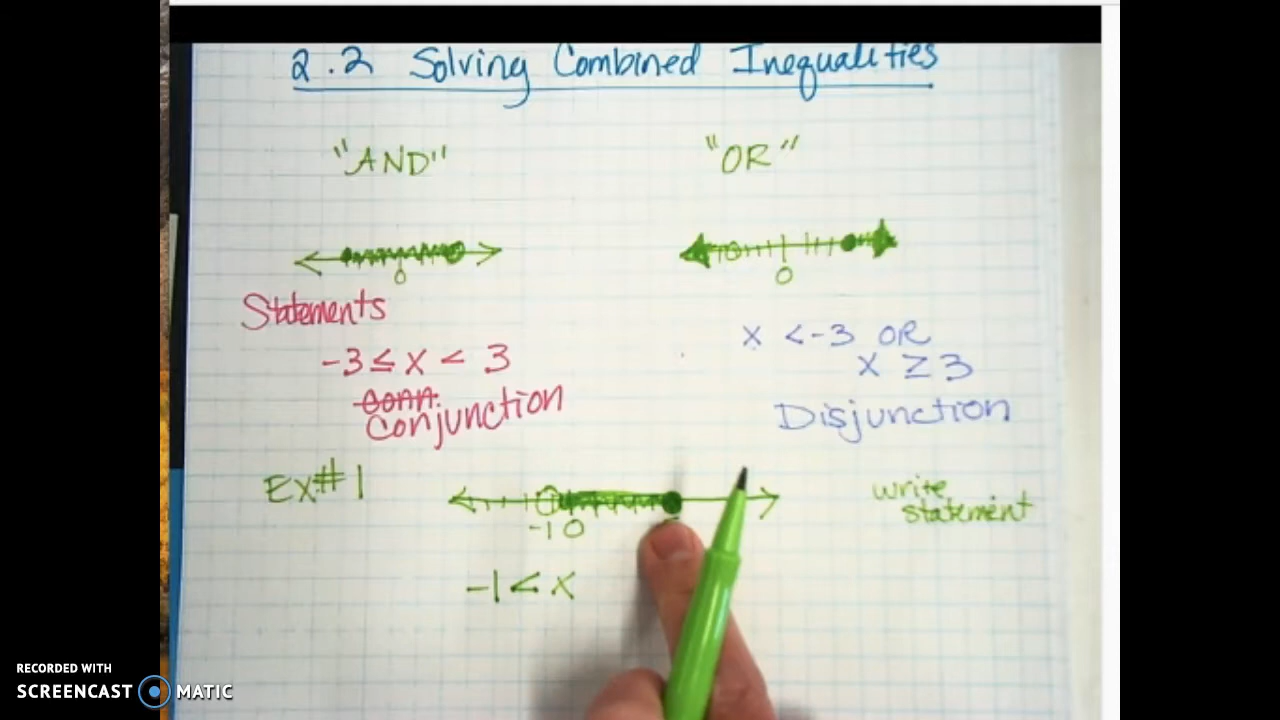 2.2 Solving Combined Inequalities
"AND"
"OR"
0
0
Statements
-3 ≤ x < 3
conn.
Conjunction
x < -3 OR
x ≥ 3
Disjunction
Ex.#1
-1 0
write
statement
-1 < x
RECORDED WITH
SCREENCAST MATIC